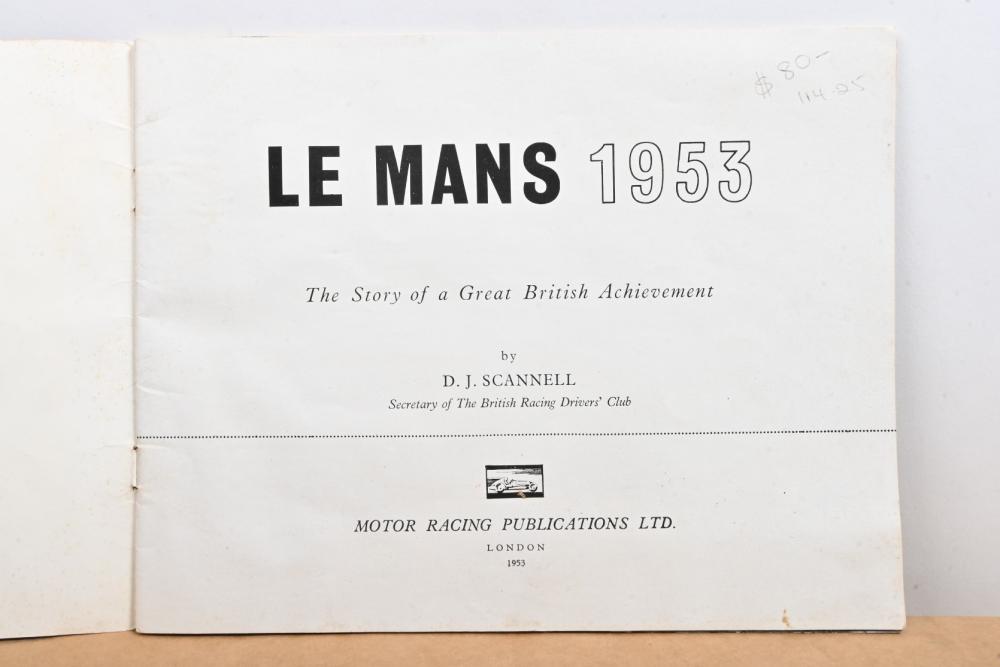 $80-
114.25
LE MANS 1953
The Story of a Great British Achievement
by
D. J. SCANNELL
Secretary of The British Racing Drivers' Club
MOTOR RACING PUBLICATIONS LTD.
LONDON
1953